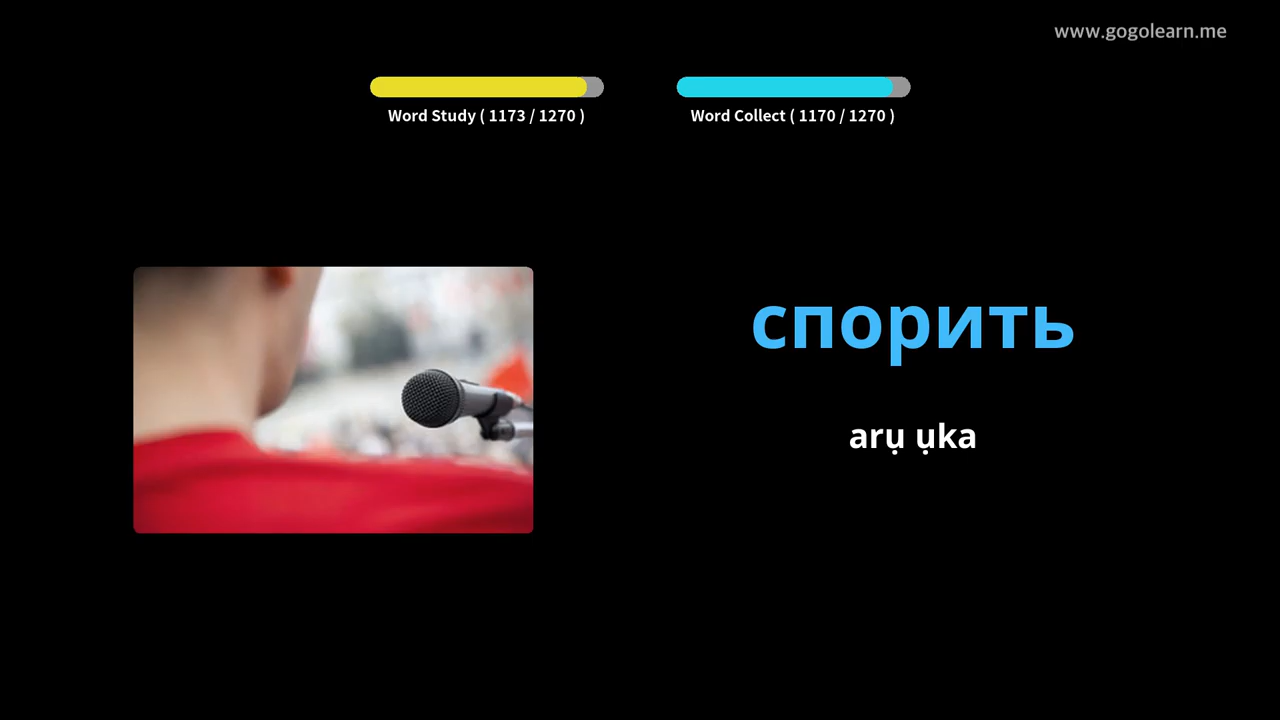 www.gogolearn.me
Word Study ( 1173 / 1270 )
Word Collect ( 1170 / 1270 )
спорить
arụ ụka